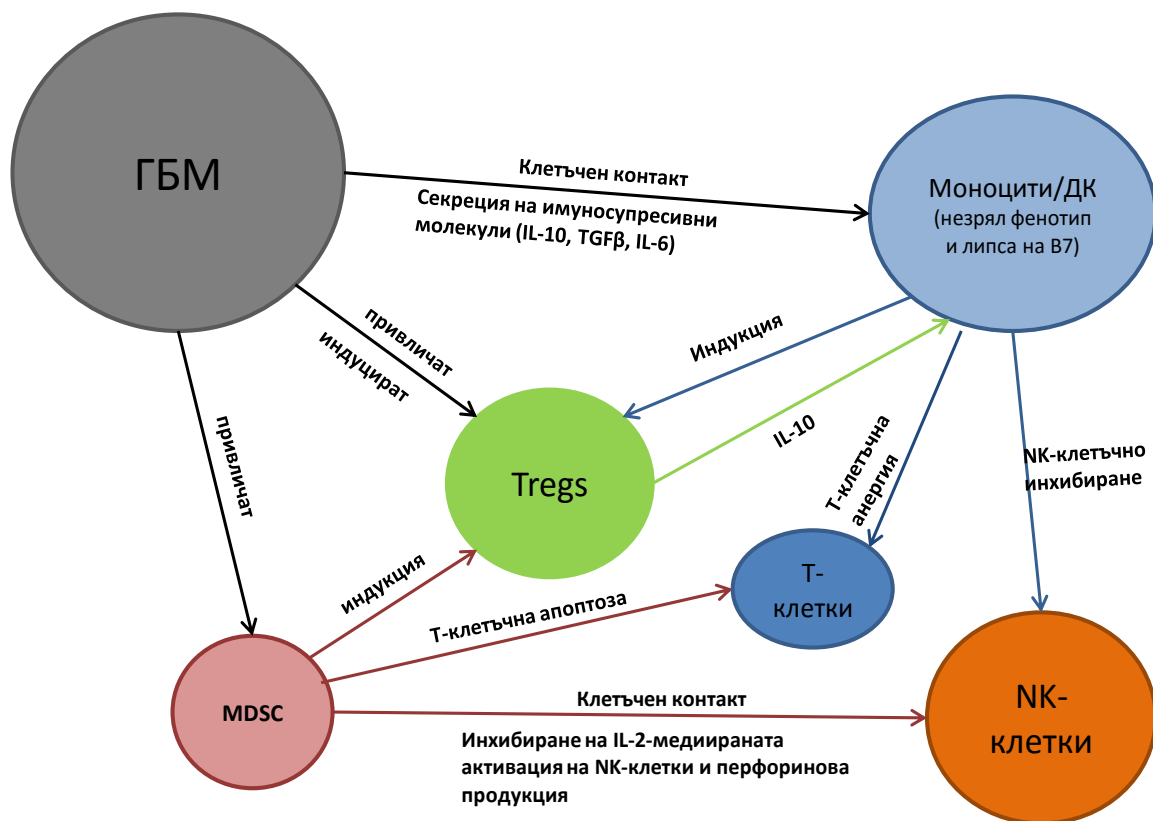 ГБМ
Клетъчен контакт
Секреция на имуносупресивни
молекули (IL-10, TGFβ, IL-6)
Моноцити/ДК
(незрял фенотип
и липса на B7)
привличат
индуцират
Индукция
IL-10
привличат
Tregs
Т-клетъчна
анергия
NK-клетъчно
инхибиране
индукция
Т-клетъчна апоптоза
Т-
клетки
MDSC
Клетъчен контакт
Инхибиране на IL-2-медиираната
активация на NK-клетки и перфоринова
продукция
NK-
клетки